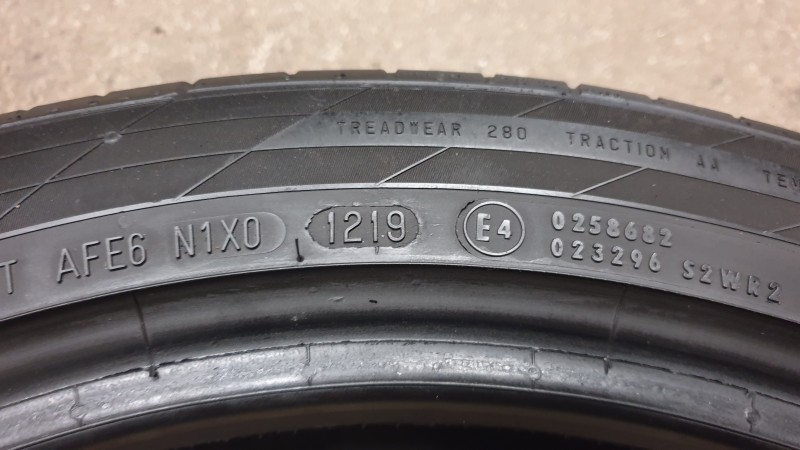 TREADWEAR 280 TRACTION AA
T AFE6 N1X0 1219 E4 0258682
023296 S2WR2